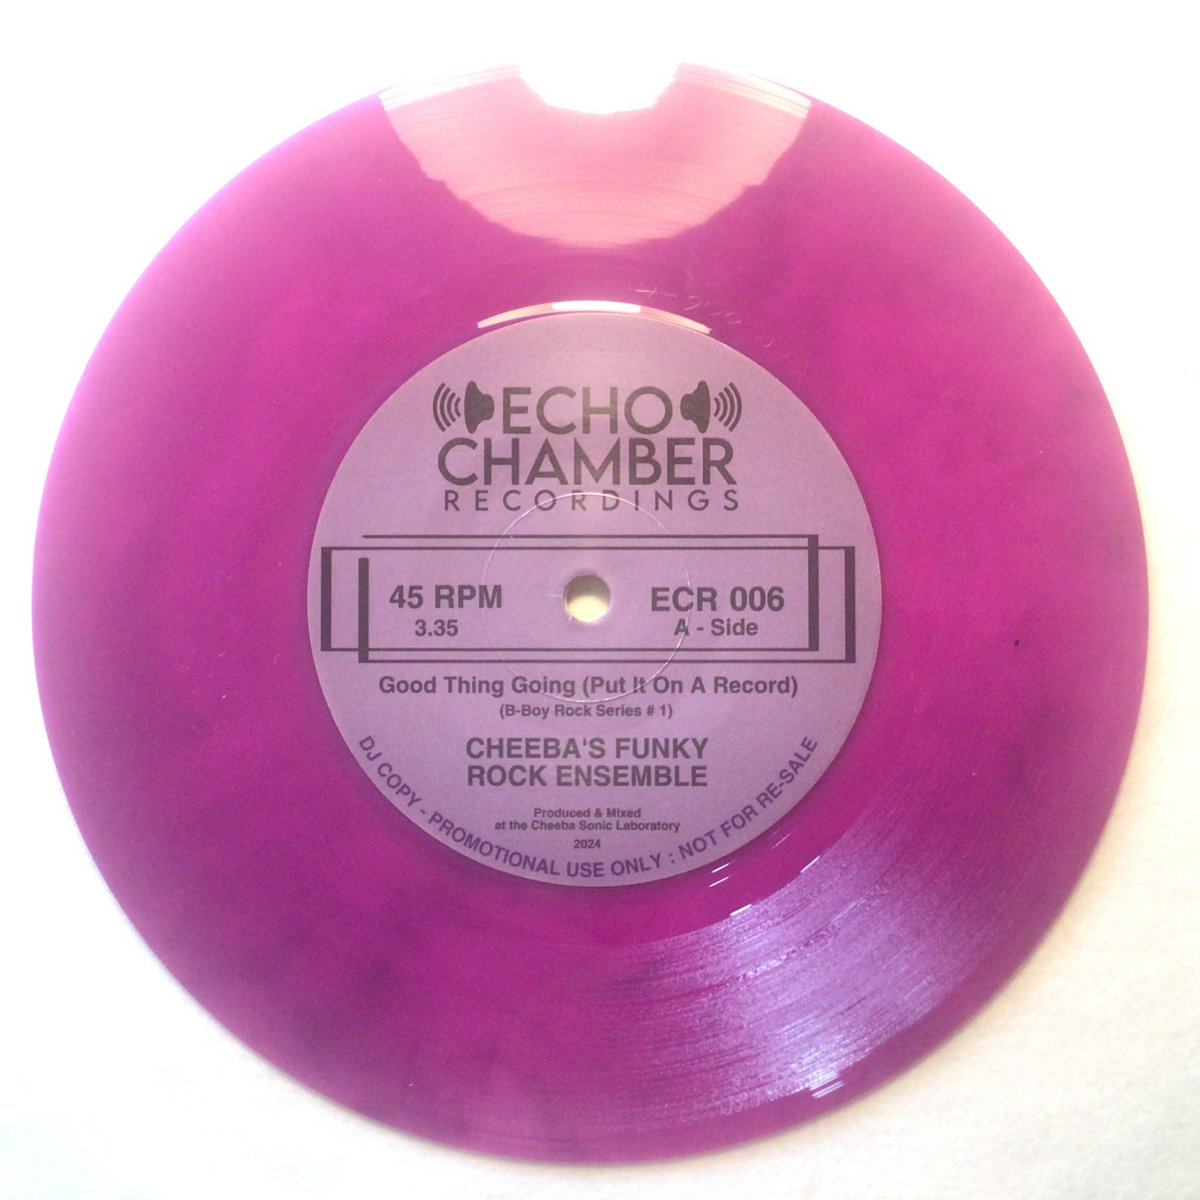 ECHO
CHAMBER
RECORDINGS
45 RPM
3.35
ECR 006
A - Side
Good Thing Going (Put It On A Record)
(B-Boy Rock Series # 1)
CHEEBA'S FUNKY
ROCK ENSEMBLE
Produced & Mixed
at the Cheeba Sonic Laboratory
2024
DJ COPY - PROMOTIONAL USE ONLY : NOT FOR RE-SALE